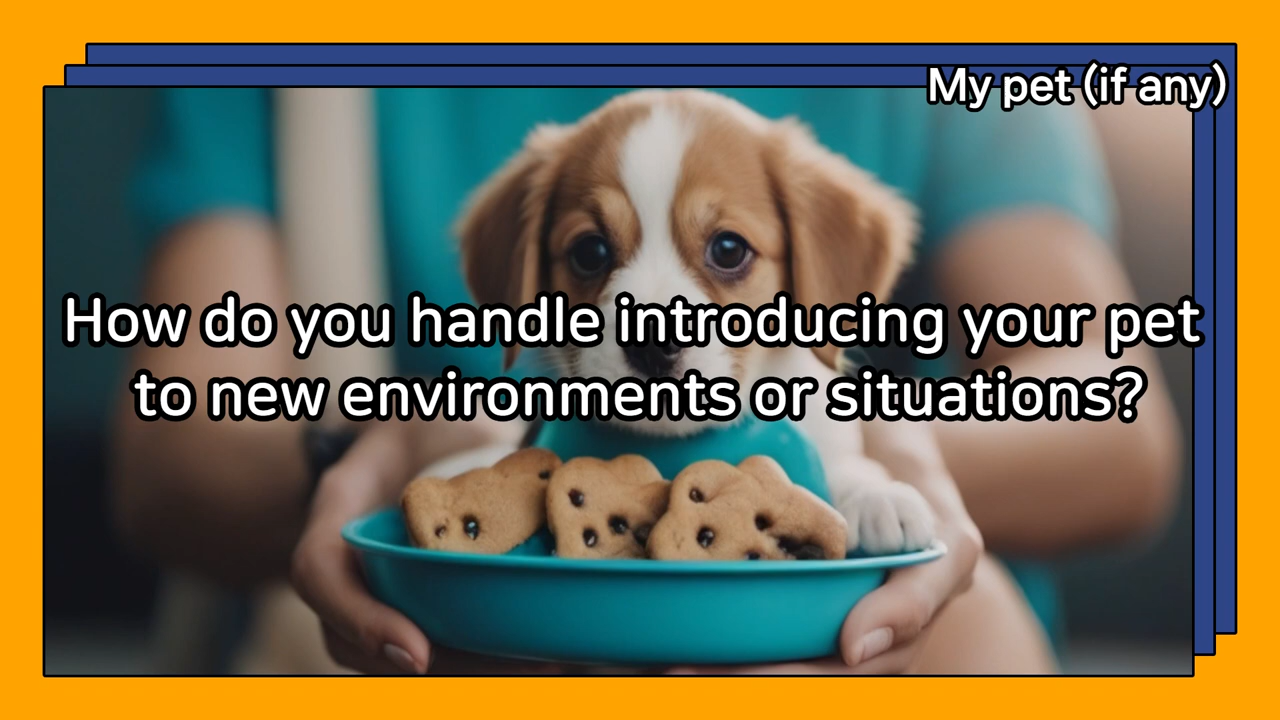 My pet (if any)
How do you handle introducing your pet
to new environments or situations?